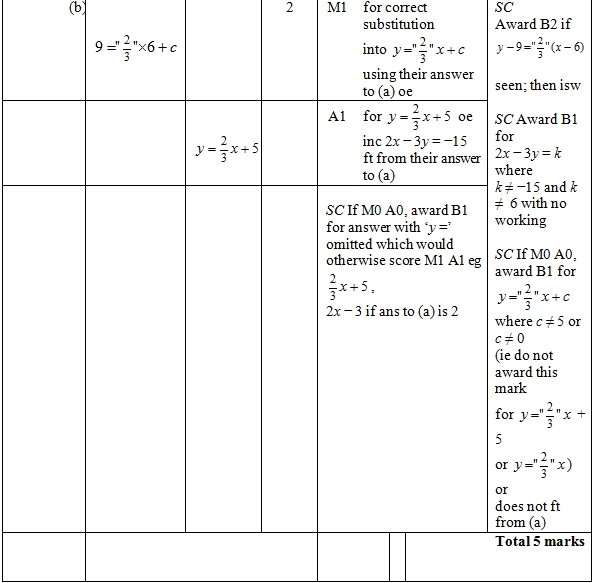 (b)
9 ="2/3"×6+c
2
M1 for correct
substitution
into y="2/3"x+c
using their answer
to (a) oe
SC
Award B2 if
y−9="2/3"(x−6)
seen; then isw
y=2/3x+5
A1 for y=2/3x+5 oe
inc 2x−3y=−15
ft from their answer
to (a)
SC Award B1
for
2x−3y=k
where
k≠−15 and k
≠ 6 with no
working
SC If M0 A0, award B1
for answer with ‘y=’
omitted which would
otherwise score M1 A1 eg
2/3x+5,
2x−3 if ans to (a) is 2
SC If M0 A0,
award B1 for
y="2/3"x+c
where c≠5 or
c≠0
(ie do not
award this
mark
for y="2/3"x +
5
or y="2/3"x)
or
does not ft
from (a)
Total 5 marks